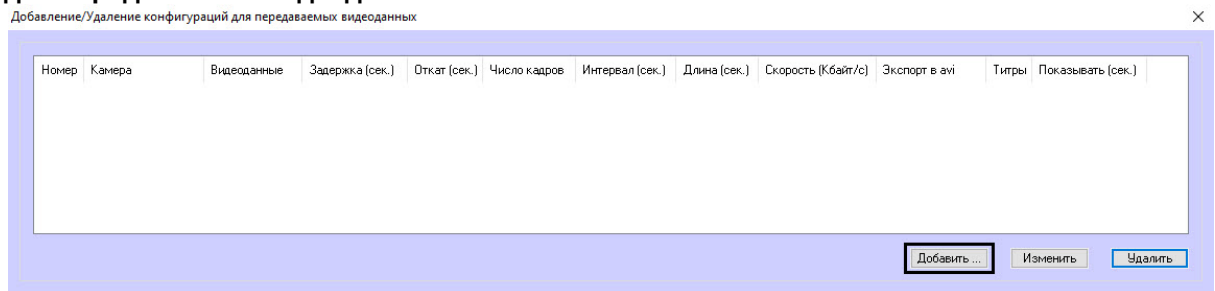 Добавление/Удаление конфигураций для передаваемых видеоданных
Номер Камера Видеоданные Задержка (сек.) Откат (сек.) Число кадров Интервал (сек.) Длина (сек.) Скорость (Кбайт/с) Экспорт в avi Титры Показывать (сек.)
Добавить ... Изменить Удалить